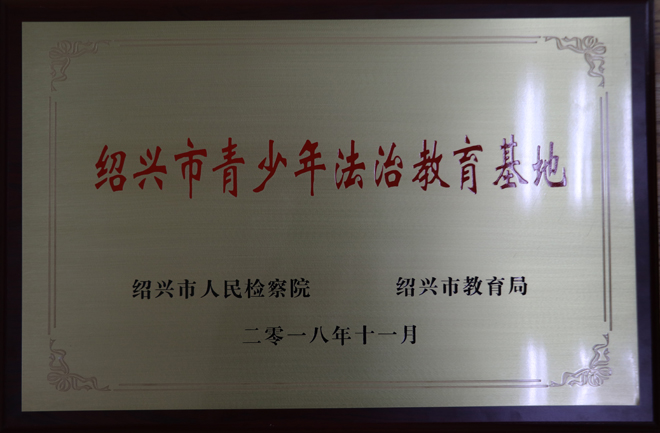 绍兴市青少年法治教育基地
绍兴市人民检察院 绍兴市教育局
二零一八年十一月